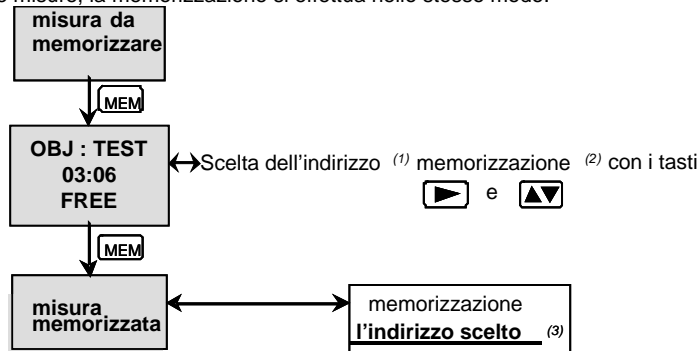 misure, la memorizzazione si effettua nello stesso modo.
misura da
memorizzare
MEM
OBJ : TEST
03:06
FREE
Scelta dell'indirizzo (1) memorizzazione (2) con i tasti
e
MEM
misura
memorizzata
memorizzazione
l'indirizzo scelto (3)